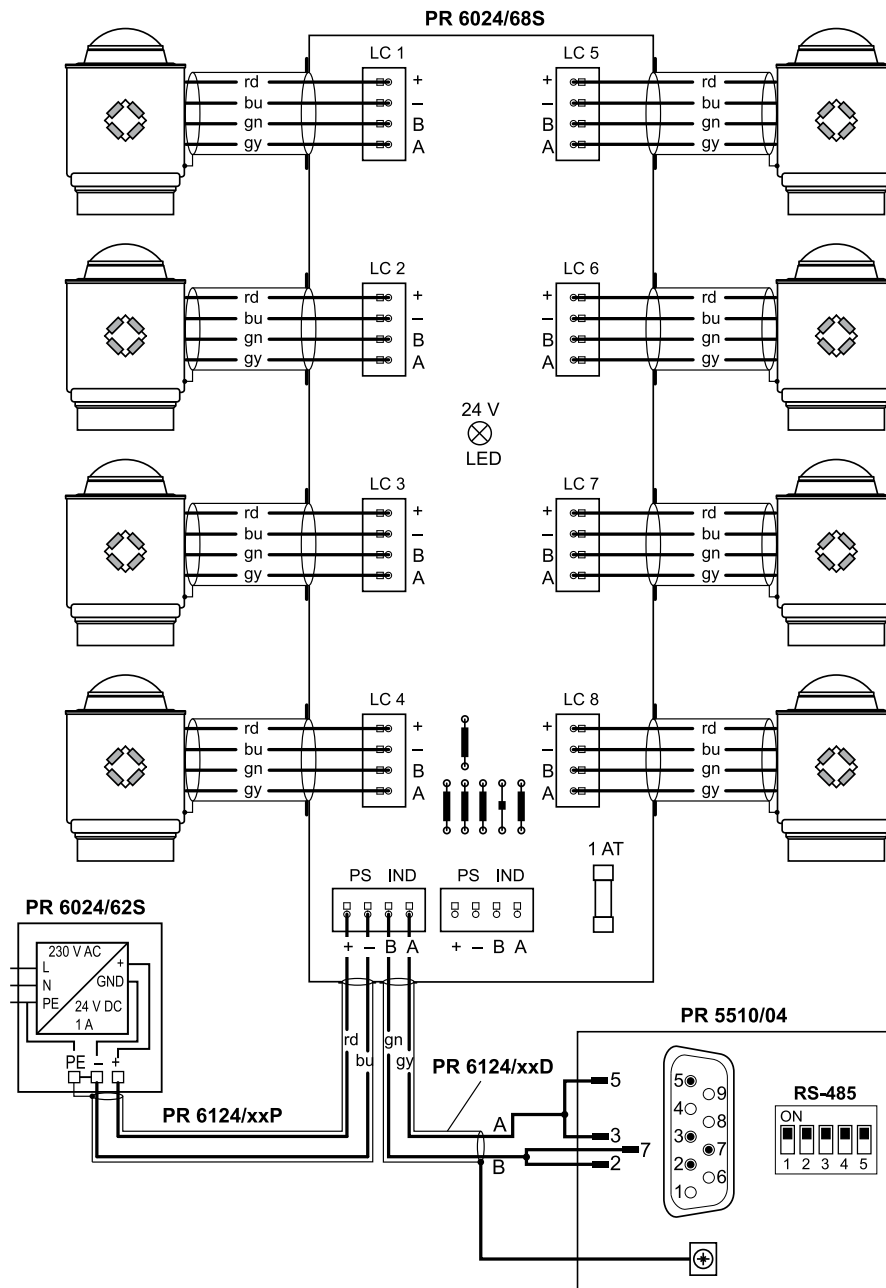 PR 6024/68S
LC 1
rd
bu
gn
gy
+
–
B
A
LC 5
+
–
B
A
rd
bu
gn
gy
LC 2
rd
bu
gn
gy
+
–
B
A
LC 6
+
–
B
A
rd
bu
gn
gy
24 V
LED
LC 3
rd
bu
gn
gy
+
–
B
A
LC 7
+
–
B
A
rd
bu
gn
gy
LC 4
rd
bu
gn
gy
+
–
B
A
LC 8
+
–
B
A
rd
bu
gn
gy
1 AT
PS IND
+ – B A
PS IND
+ – B A
PR 6024/62S
230 V AC
L
N
PE
+
GND
24 V DC
1 A
PE – +
rd
bu
gn
gy
PR 6124/xxP
PR 6124/xxD
A
B
PR 5510/04
5
3
7
2
5
9
4
8
3
7
2
6
1
RS-485
ON
1 2 3 4 5